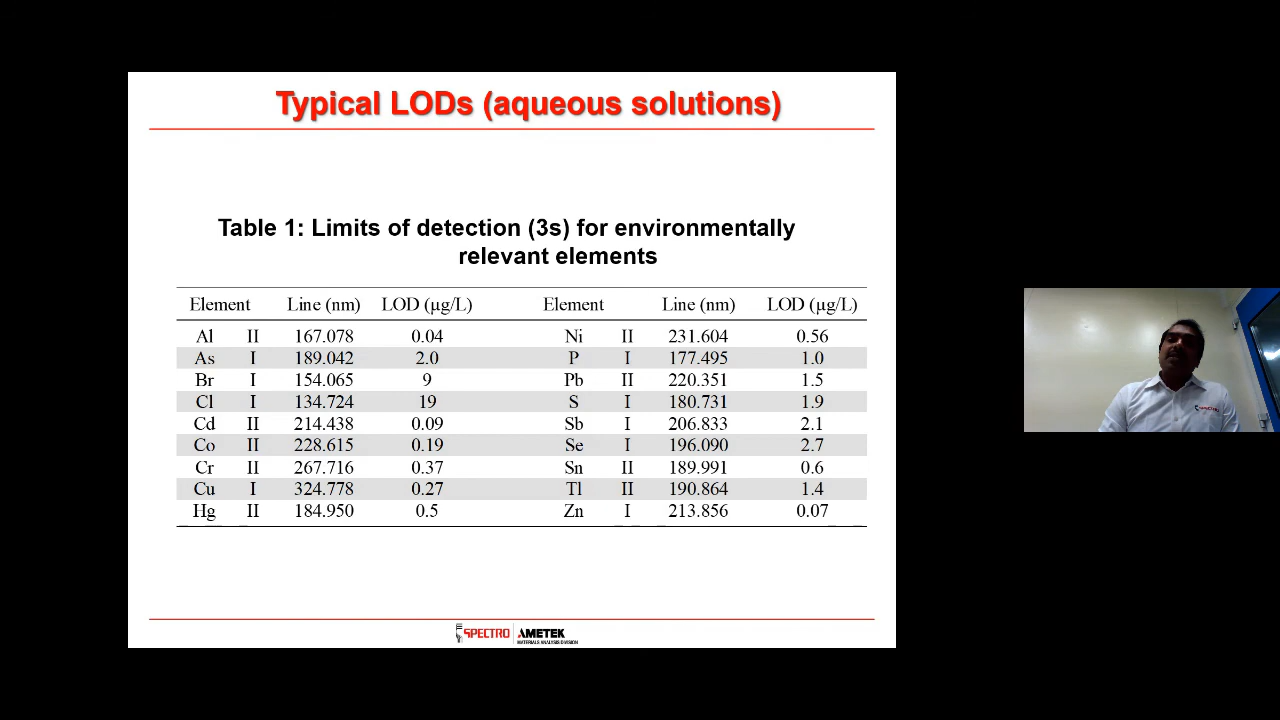 Typical LODs (aqueous solutions)
Table 1: Limits of detection (3s) for environmentally
relevant elements
Element Line (nm) LOD (µg/L) Element Line (nm) LOD (µg/L)
Al II 167.078 0.04 Ni II 231.604 0.56
As I 189.042 2.0 P I 177.495 1.0
Br I 154.065 9 Pb II 220.351 1.5
Cl I 134.724 19 S I 180.731 1.9
Cd II 214.438 0.09 Sb I 206.833 2.1
Co II 228.615 0.19 Se I 196.090 2.7
Cr II 267.716 0.37 Sn II 189.991 0.6
Cu I 324.778 0.27 Tl II 190.864 1.4
Hg II 184.950 0.5 Zn I 213.856 0.07
SPECTRO AMETEK
MATERIALS ANALYSIS DIVISION
SPECTRO